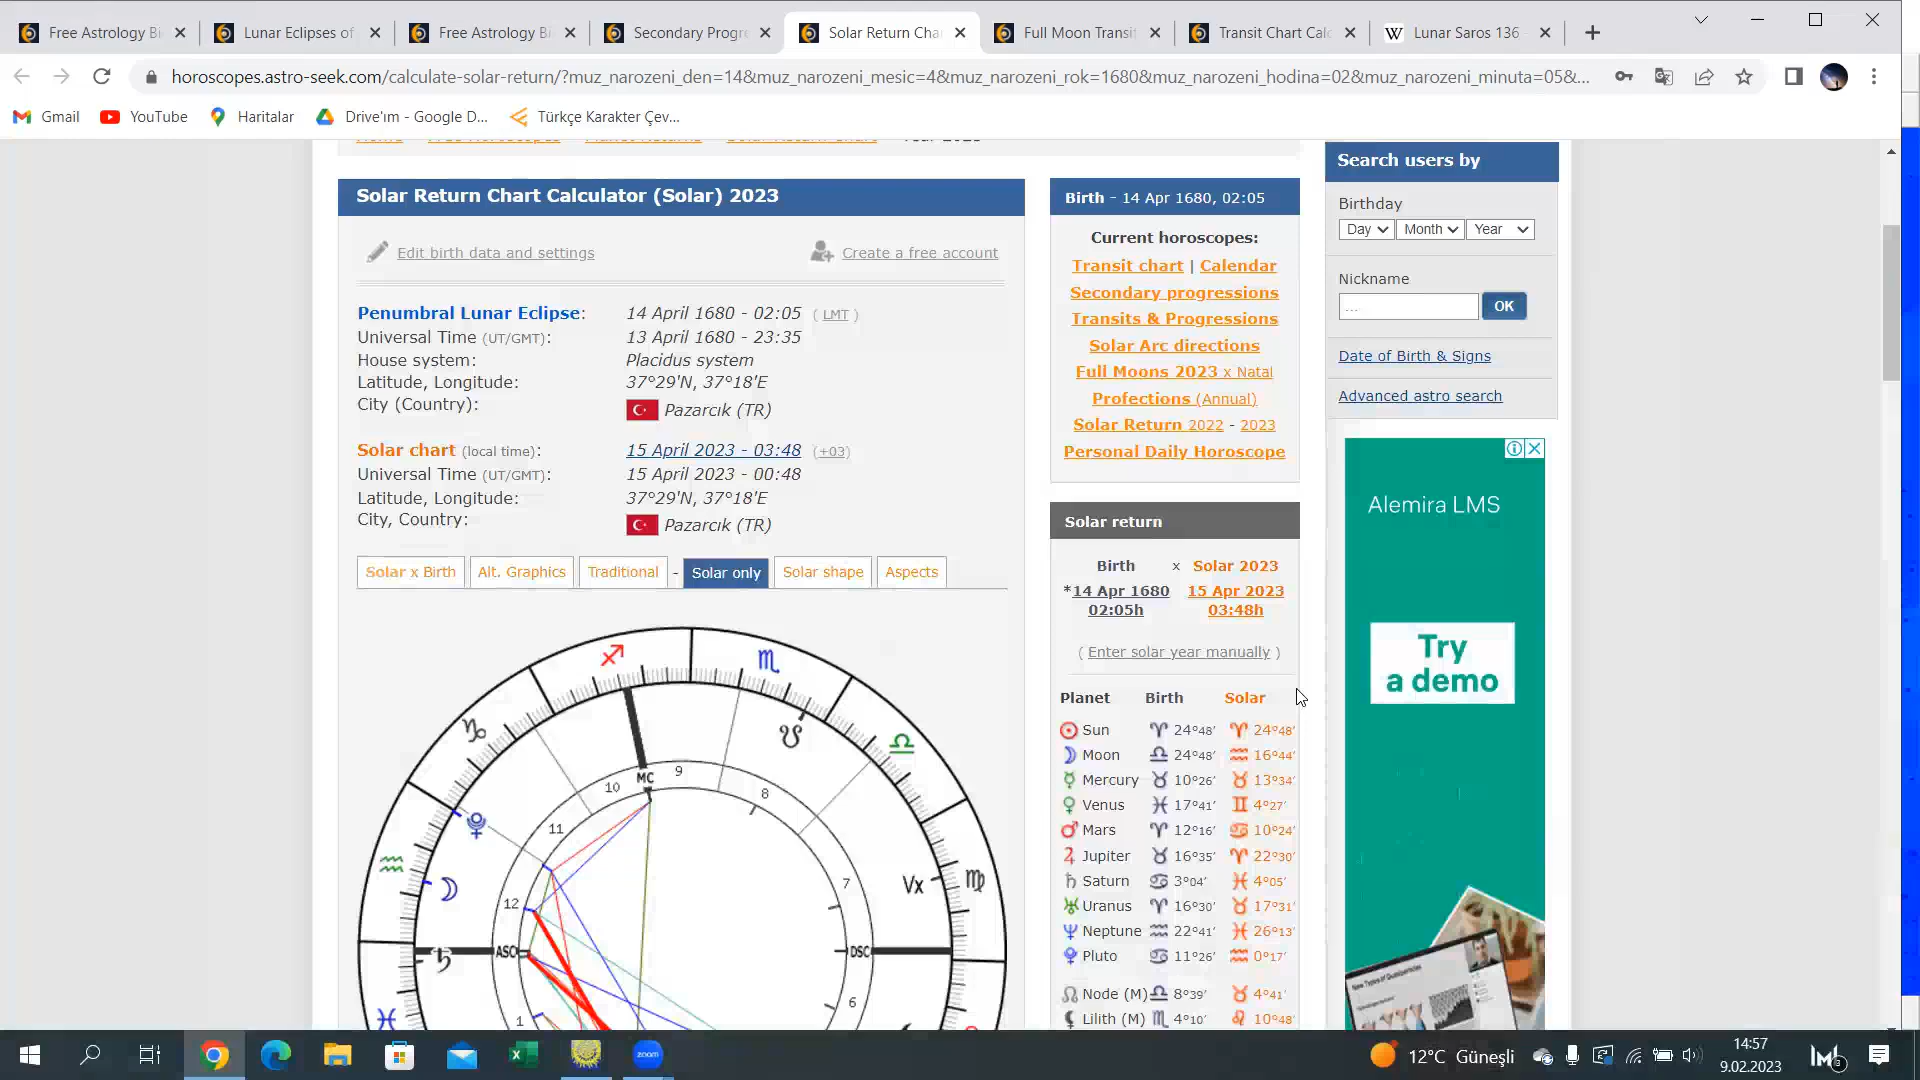 Free Astrology Bi
Lunar Eclipses of
Free Astrology Bi
Secondary Progre
Solar Return Char
Full Moon Transit
Transit Chart Calc
Lunar Saros 136
horoscopes.astro-seek.com/calculate-solar-return/?muz_narozeni_den=14&muz_narozeni_mesic=4&muz_narozeni_rok=1680&muz_narozeni_hodina=02&muz_narozeni_minuta=05&...
Gmail
YouTube
Haritalar
Drive'ım - Google D...
Türkçe Karakter Çev...
Solar Return Chart Calculator (Solar) 2023
Edit birth data and settings
Create a free account
Penumbral Lunar Eclipse: 14 April 1680 - 02:05 ( LMT )
Universal Time (UT/GMT): 13 April 1680 - 23:35
House system: Placidus system
Latitude, Longitude: 37°29'N, 37°18'E
City (Country): Pazarcık (TR)
Solar chart (local time): 15 April 2023 - 03:48 (+03)
Universal Time (UT/GMT): 15 April 2023 - 00:48
Latitude, Longitude: 37°29'N, 37°18'E
City, Country: Pazarcık (TR)
Solar x Birth
Alt. Graphics
Traditional
-
Solar only
Solar shape
Aspects
MC
9
10
8
11
7
Vx
12
ASC
DSC
6
1
Birth - 14 Apr 1680, 02:05
Current horoscopes:
Transit chart | Calendar
Secondary progressions
Transits & Progressions
Solar Arc directions
Full Moons 2023 x Natal
Profections (Annual)
Solar Return 2022 - 2023
Personal Daily Horoscope
Solar return
Birth x Solar 2023
*14 Apr 1680 15 Apr 2023
02:05h 03:48h
( Enter solar year manually )
Planet Birth Solar
Sun ♈ 24°48' ♈ 24°48'
Moon ♎ 24°48' ♒ 16°44'
Mercury ♉ 10°26' ♉ 13°34'
Venus ♓ 17°41' ♊ 4°27'
Mars ♈ 12°16' ♋ 10°24'
Jupiter ♉ 16°35' ♈ 22°30'
Saturn ♋ 3°04' ♓ 4°05'
Uranus ♈ 16°30' ♉ 17°31'
Neptune ♒ 22°41' ♓ 26°13'
Pluto ♋ 11°26' ♒ 0°17'
Node (M) ♎ 8°39' ♉ 4°41'
Lilith (M) ♏ 4°10' ♌ 10°48'
Search users by
Birthday
Day Month Year
Nickname
...
OK
Date of Birth & Signs
Advanced astro search
Alemira LMS
Try
a demo
zoom
12°C Güneşli
14:57
9.02.2023
3